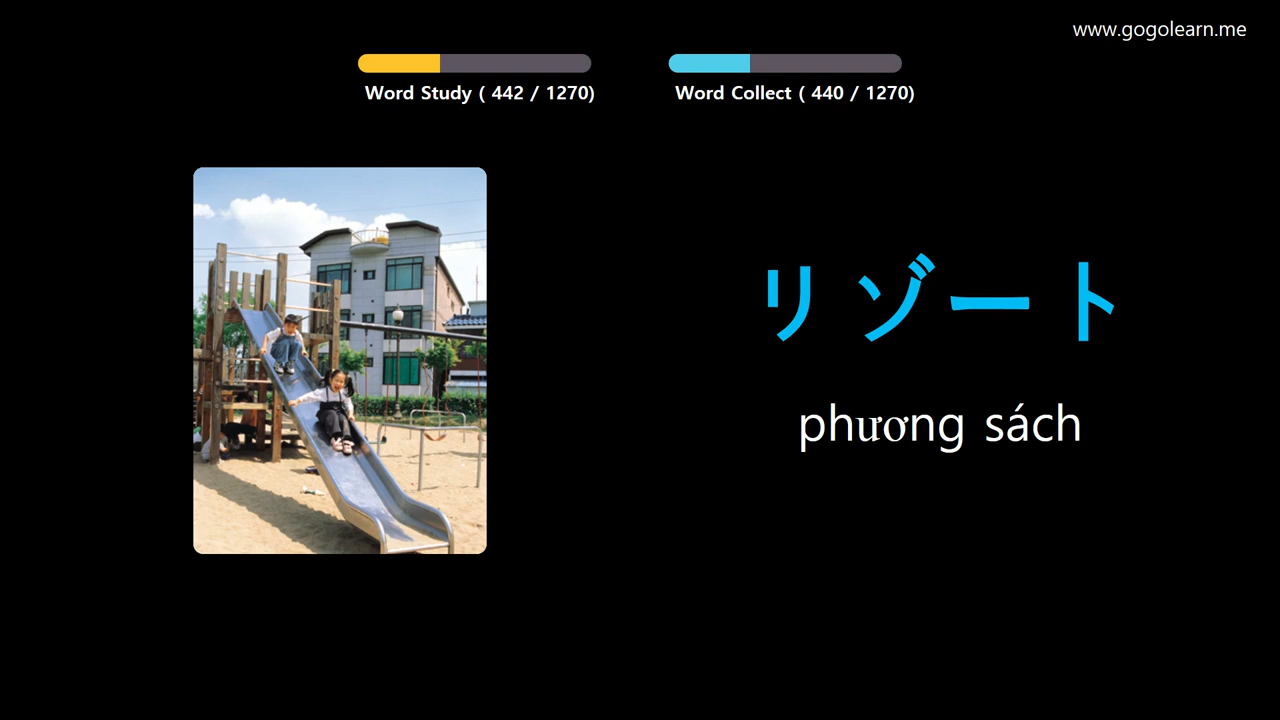 www.gogolearn.me
Word Study ( 442 / 1270)
Word Collect ( 440 / 1270)
リゾート
phương sách